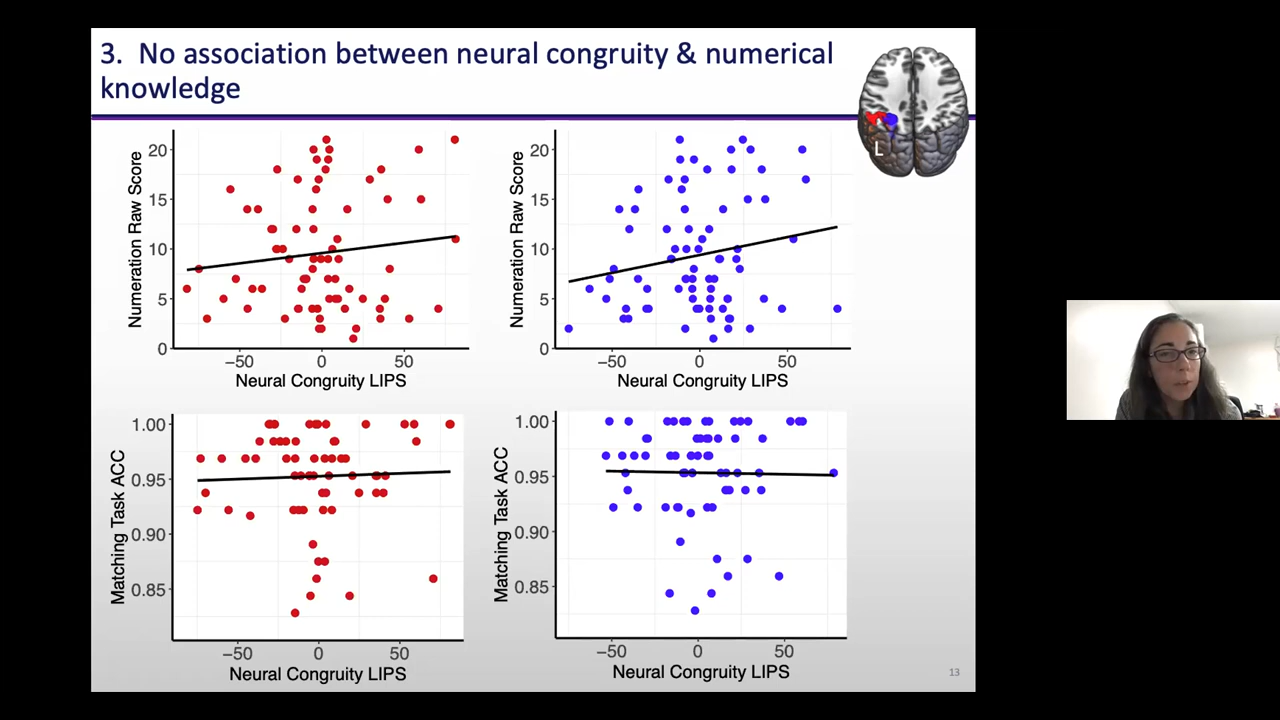 3. No association between neural congruity & numerical
knowledge
L
Numeration Raw Score
20
15
10
5
0
−50 0 50
Neural Congruity LIPS
Numeration Raw Score
20
15
10
5
0
−50 0 50
Neural Congruity LIPS
Matching Task ACC
1.00
0.95
0.90
0.85
−50 0 50
Neural Congruity LIPS
Matching Task ACC
1.00
0.95
0.90
0.85
−50 0 50
Neural Congruity LIPS
13